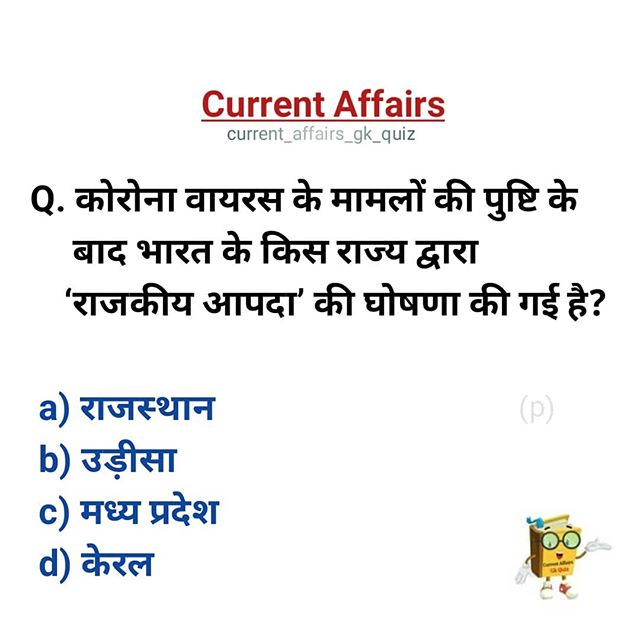 Current Affairs
current_affairs_gk_quiz
Q. कोरोना वायरस के मामलों की पुष्टि के
बाद भारत के किस राज्य द्वारा
‘राजकीय आपदा’ की घोषणा की गई है?
a) राजस्थान
(p)
b) उड़ीसा
c) मध्य प्रदेश
d) केरल
Current Affairs
Gk Quiz